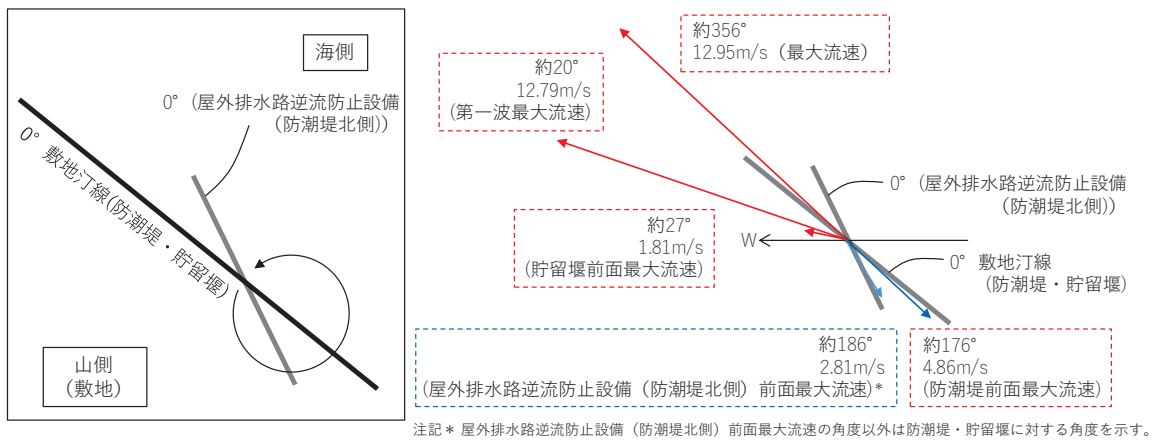 海側
0°（屋外排水路逆流防止設備
（防潮堤北側））
0° 敷地汀線(防潮堤・貯留堰)
山側
（敷地）
約356°
12.95m/s（最大流速）
約20°
12.79m/s
(第一波最大流速)
約27°
1.81m/s
(貯留堰前面最大流速)
W
0°（屋外排水路逆流防止設備
（防潮堤北側））
0° 敷地汀線
(防潮堤・貯留堰)
約186°
2.81m/s
(屋外排水路逆流防止設備（防潮堤北側）前面最大流速)*
約176°
4.86m/s
(防潮堤前面最大流速)
注記＊ 屋外排水路逆流防止設備（防潮堤北側）前面最大流速の角度以外は防潮堤・貯留堰に対する角度を示す。